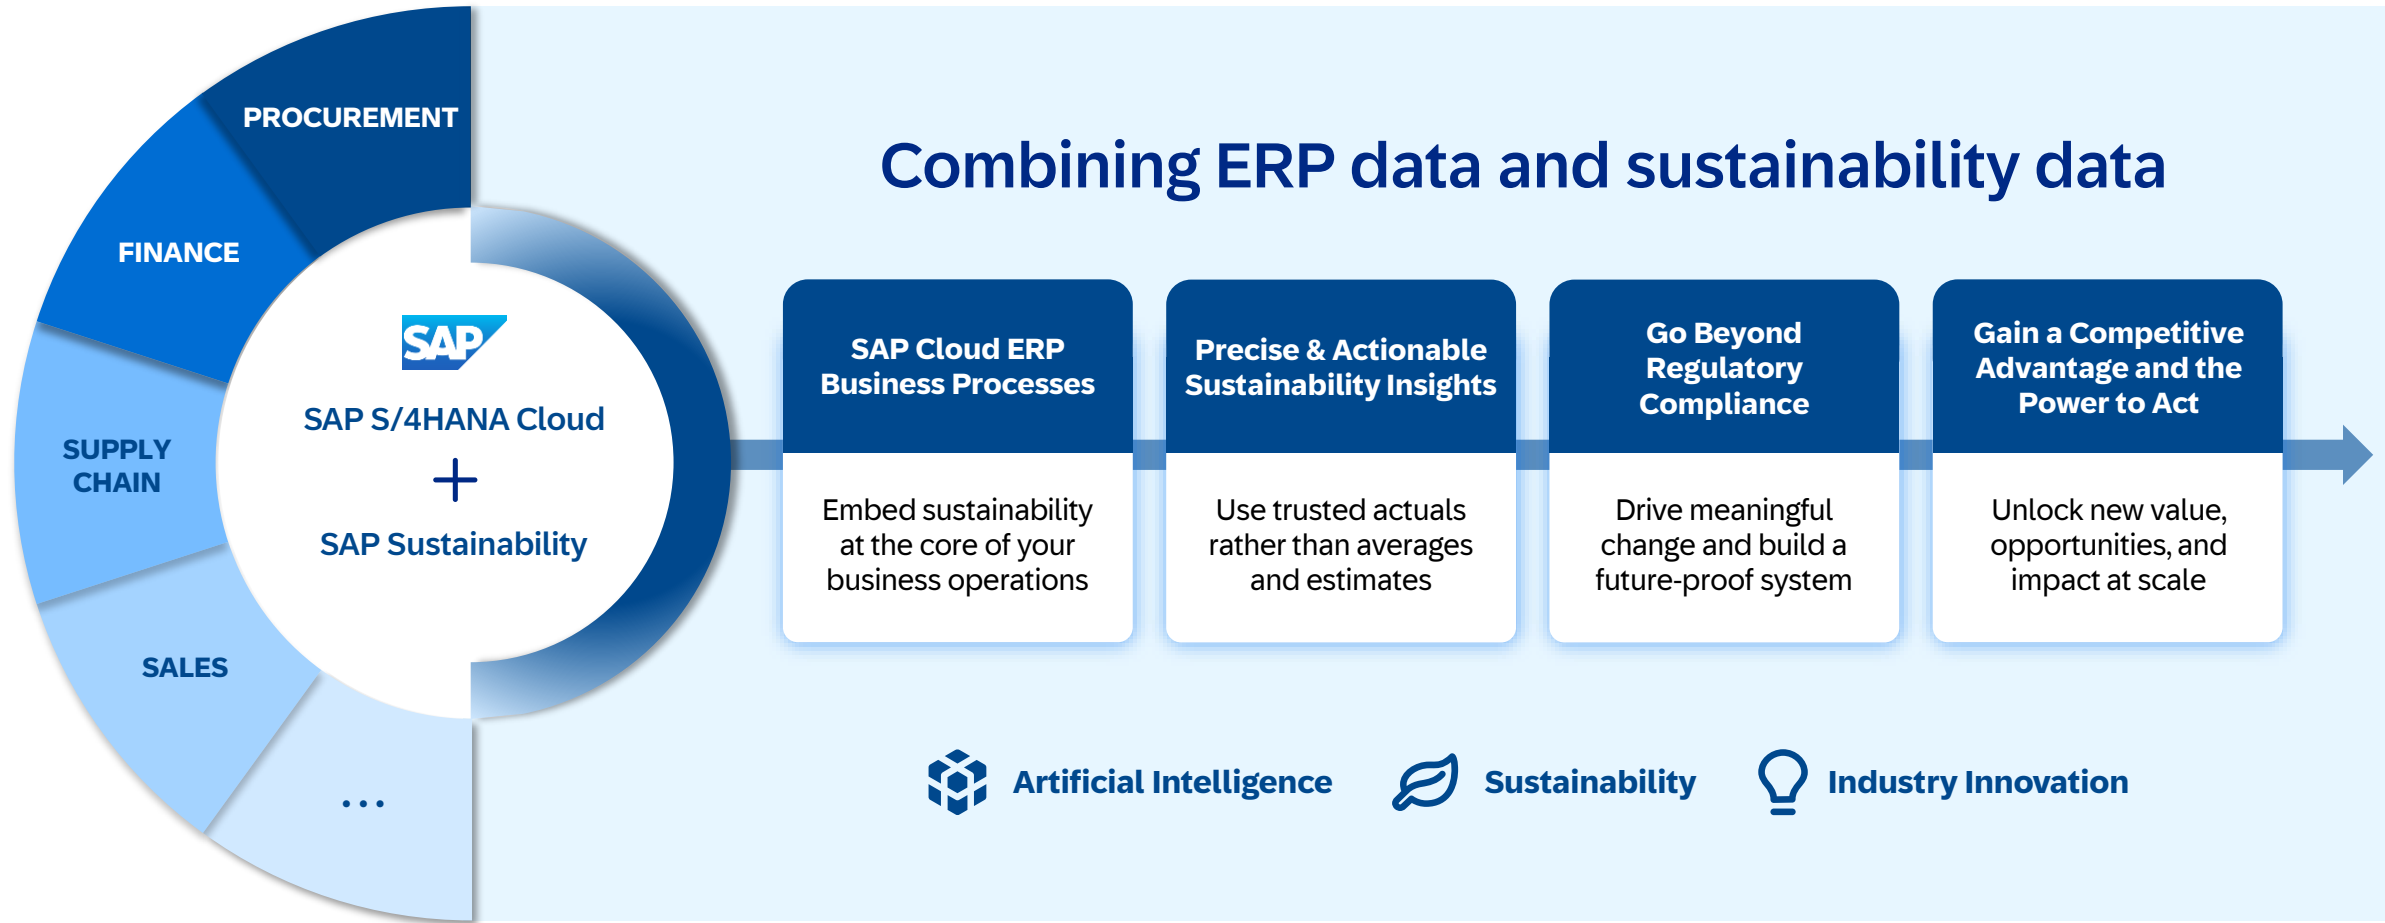 PROCUREMENT
FINANCE
SUPPLY
CHAIN
SALES
...
SAP
SAP S/4HANA Cloud
+
SAP Sustainability
Combining ERP data and sustainability data
SAP Cloud ERP
Business Processes
Embed sustainability
at the core of your
business operations
Precise & Actionable
Sustainability Insights
Use trusted actuals
rather than averages
and estimates
Go Beyond
Regulatory
Compliance
Drive meaningful
change and build a
future-proof system
Gain a Competitive
Advantage and the
Power to Act
Unlock new value,
opportunities, and
impact at scale
Artificial Intelligence
Sustainability
Industry Innovation